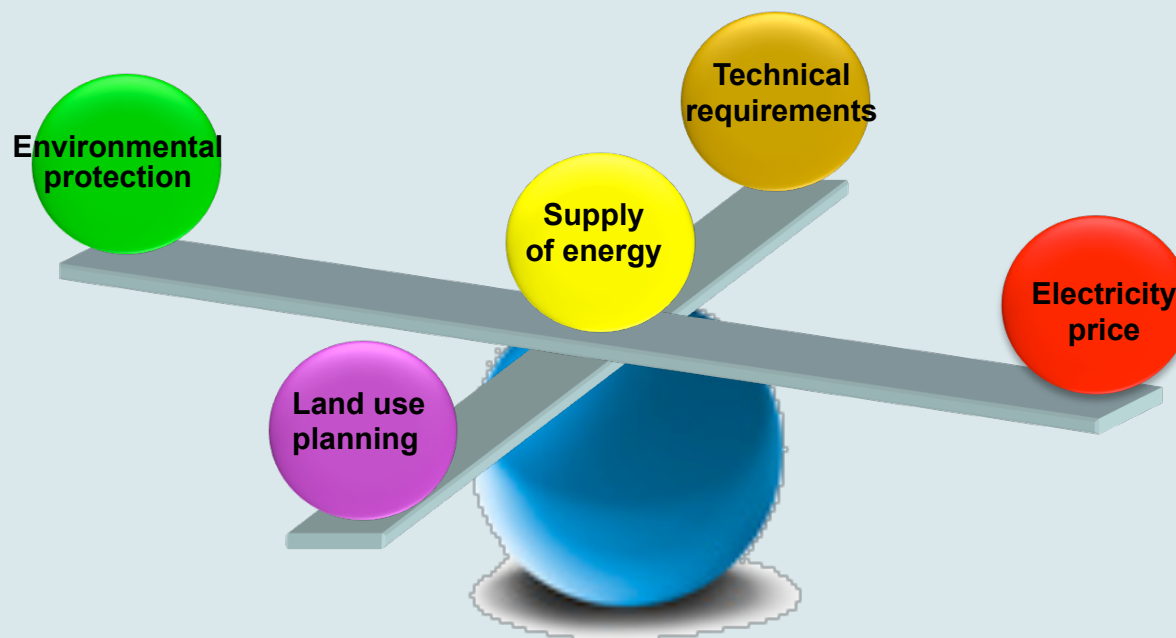 Technical
requirements
Environmental
protection
Supply
of energy
Electricity
price
Land use
planning